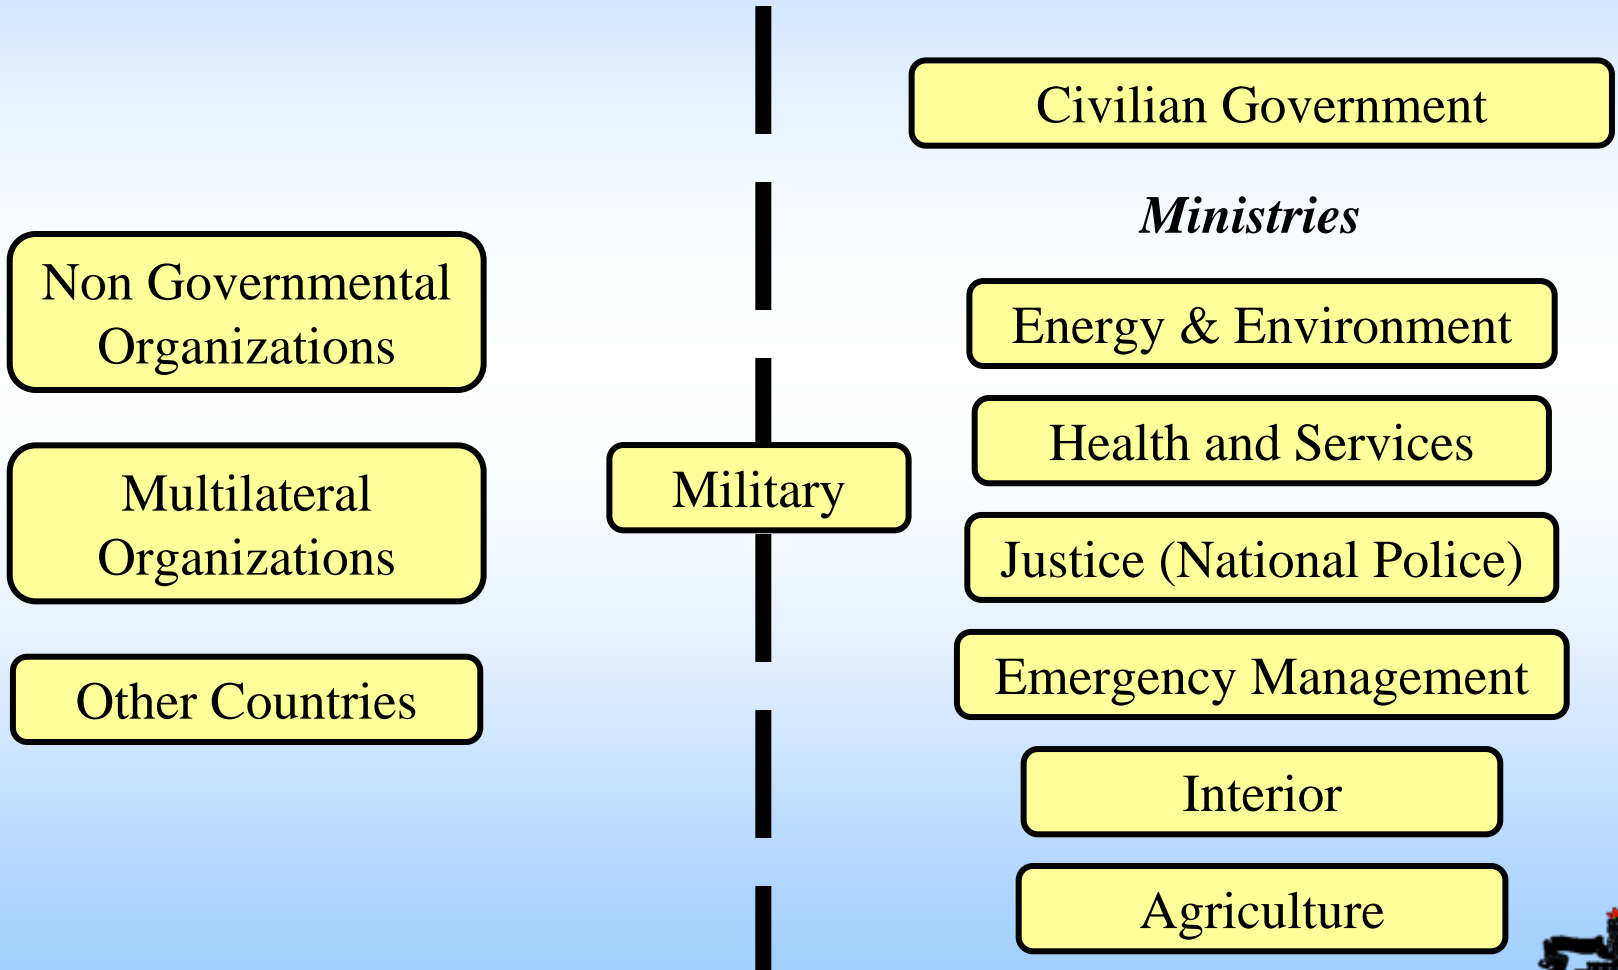 Civilian Government
Ministries
Non Governmental
Organizations
Energy & Environment
Health and Services
Multilateral
Organizations
Military
Justice (National Police)
Other Countries
Emergency Management
Interior
Agriculture